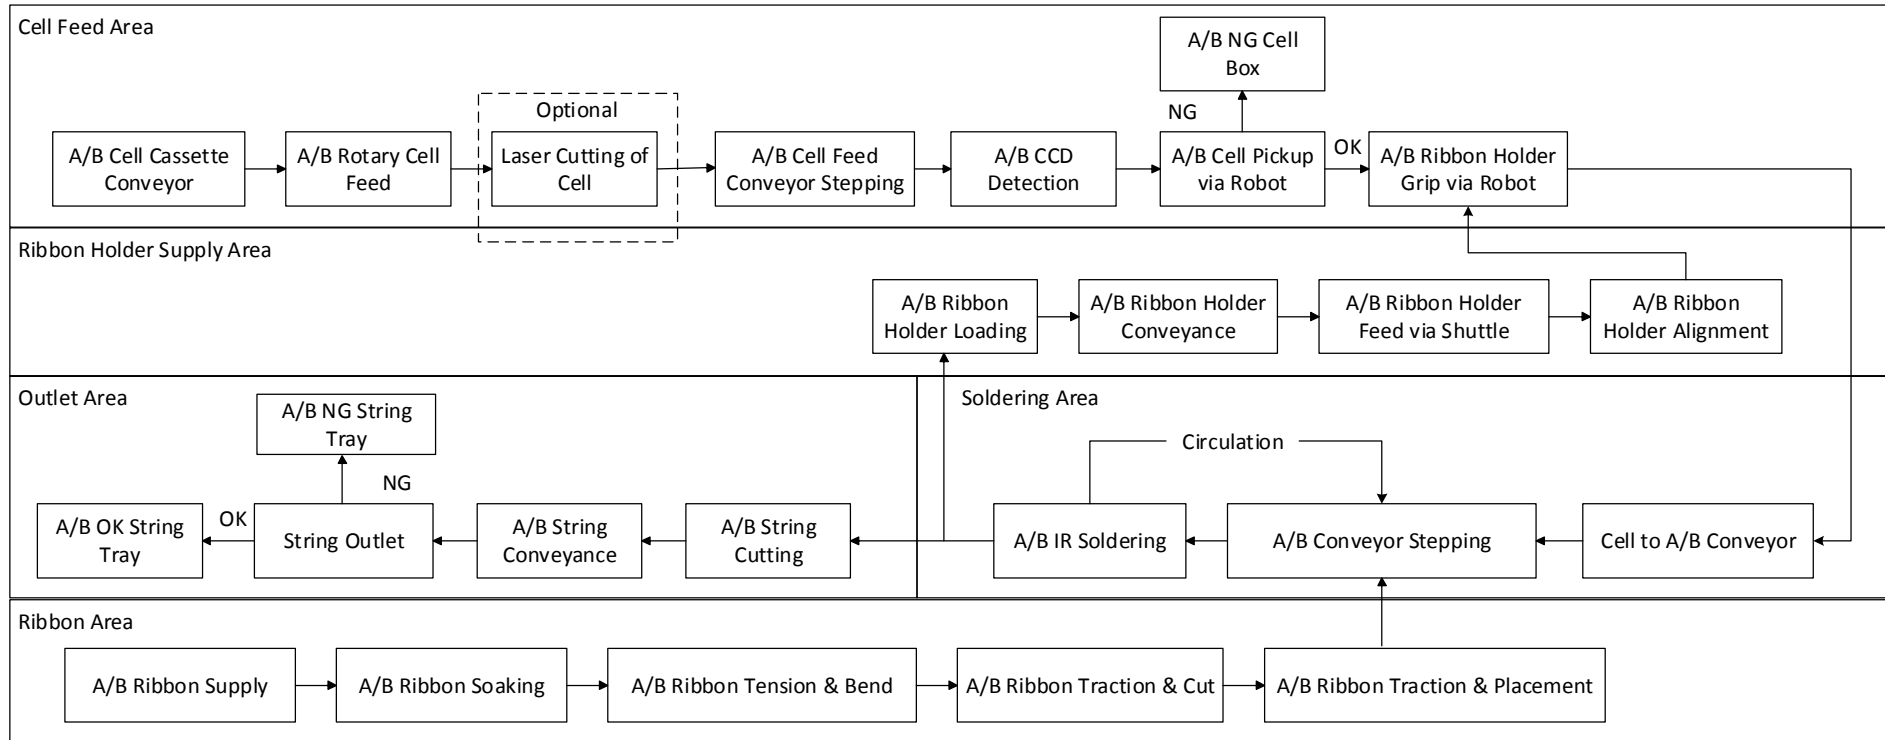 Cell Feed Area
A/B NG Cell
Box
NG
Optional
A/B Cell Cassette
Conveyor
A/B Rotary Cell
Feed
Laser Cutting of
Cell
A/B Cell Feed
Conveyor Stepping
A/B CCD
Detection
A/B Cell Pickup
via Robot
OK
A/B Ribbon Holder
Grip via Robot
Ribbon Holder Supply Area
A/B Ribbon
Holder Loading
A/B Ribbon Holder
Conveyance
A/B Ribbon Holder
Feed via Shuttle
A/B Ribbon
Holder Alignment
Outlet Area
A/B NG String
Tray
NG
A/B OK String
Tray
OK
String Outlet
A/B String
Conveyance
A/B String
Cutting
Soldering Area
Circulation
A/B IR Soldering
A/B Conveyor Stepping
Cell to A/B Conveyor
Ribbon Area
A/B Ribbon Supply
A/B Ribbon Soaking
A/B Ribbon Tension & Bend
A/B Ribbon Traction & Cut
A/B Ribbon Traction & Placement